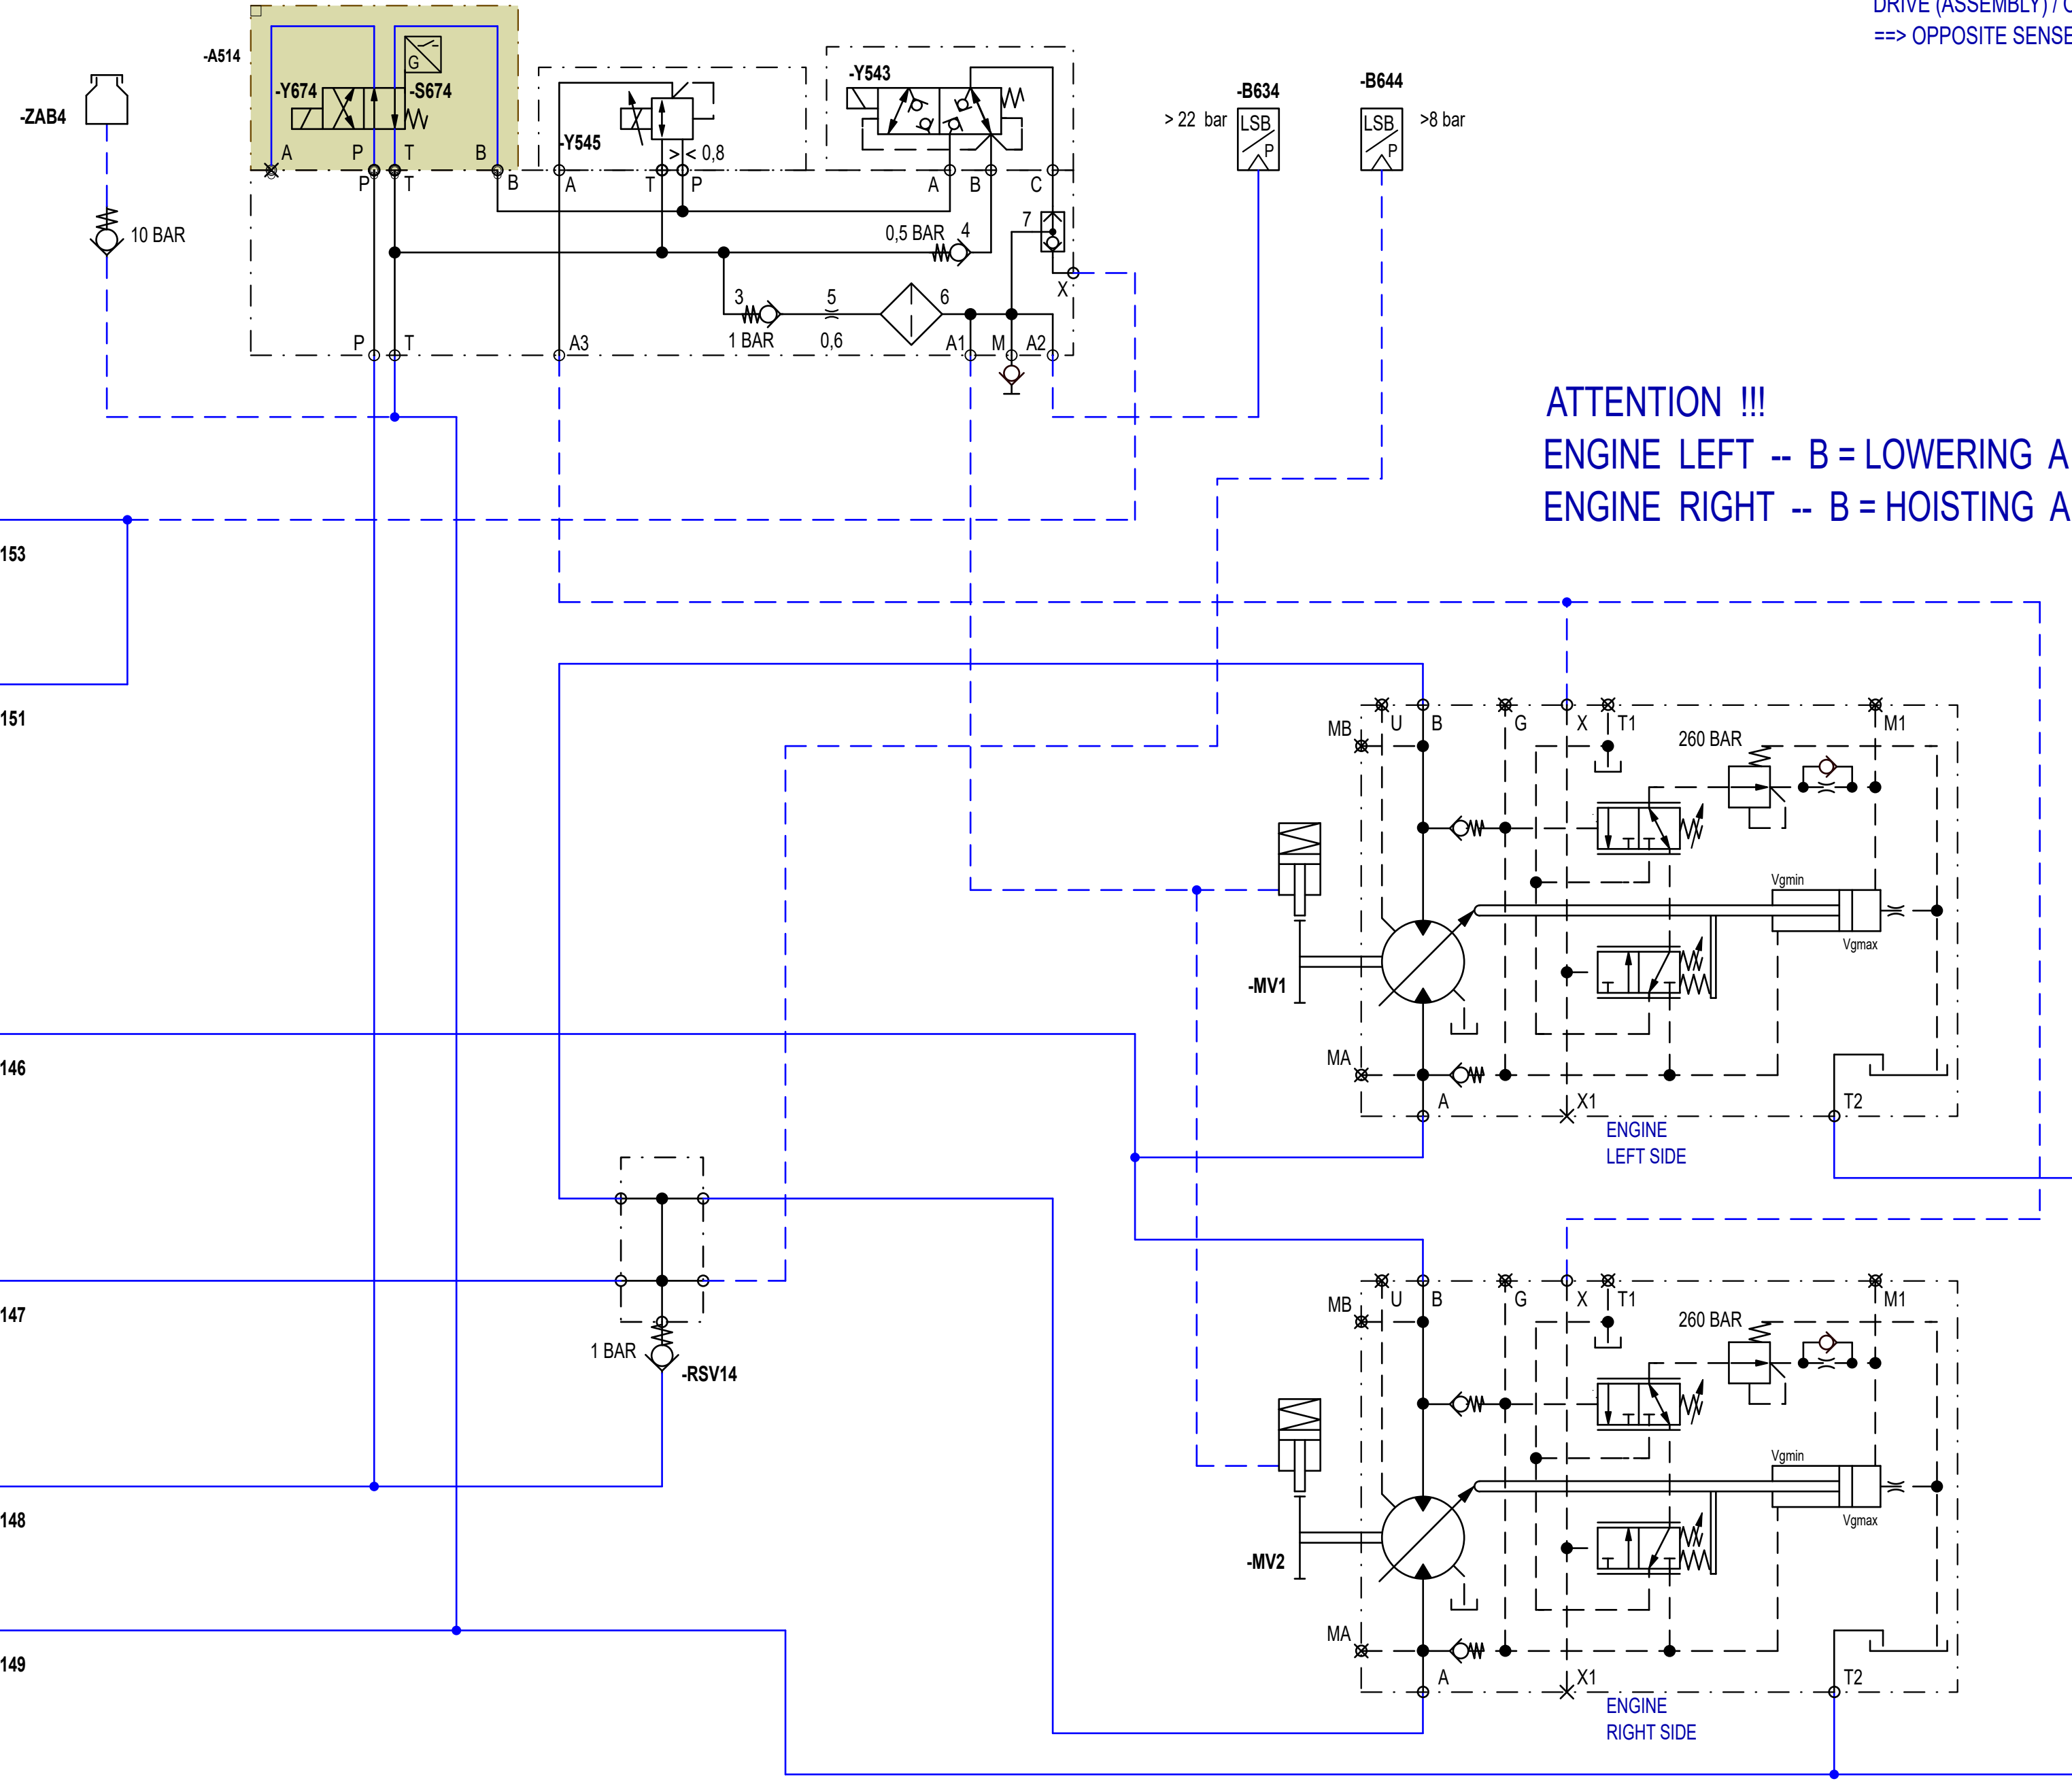 DRIVE (ASSEMBLY) /
==> OPPOSITE SENSE
-A514
G
-Y674
-S674
A
P
T
B
-ZAB4
10 BAR
-Y545
> < 0,8
-Y543
-B634
> 22 bar
LSB
P
-B644
LSB
P
>8 bar
P
T
B
A
T
P
A
B
C
7
0,5 BAR
4
X
3
5
6
1 BAR
0,6
P
T
A3
A1
M
A2
ATTENTION !!!
ENGINE LEFT -- B = LOWERING A
ENGINE RIGHT -- B = HOISTING A
153
151
146
147
148
149
MB
U
B
G
X
T1
260 BAR
M1
Vgmin
Vgmax
-MV1
MA
A
X1
T2
ENGINE
LEFT SIDE
1 BAR
-RSV14
MB
U
B
G
X
T1
260 BAR
M1
Vgmin
Vgmax
-MV2
MA
A
X1
T2
ENGINE
RIGHT SIDE